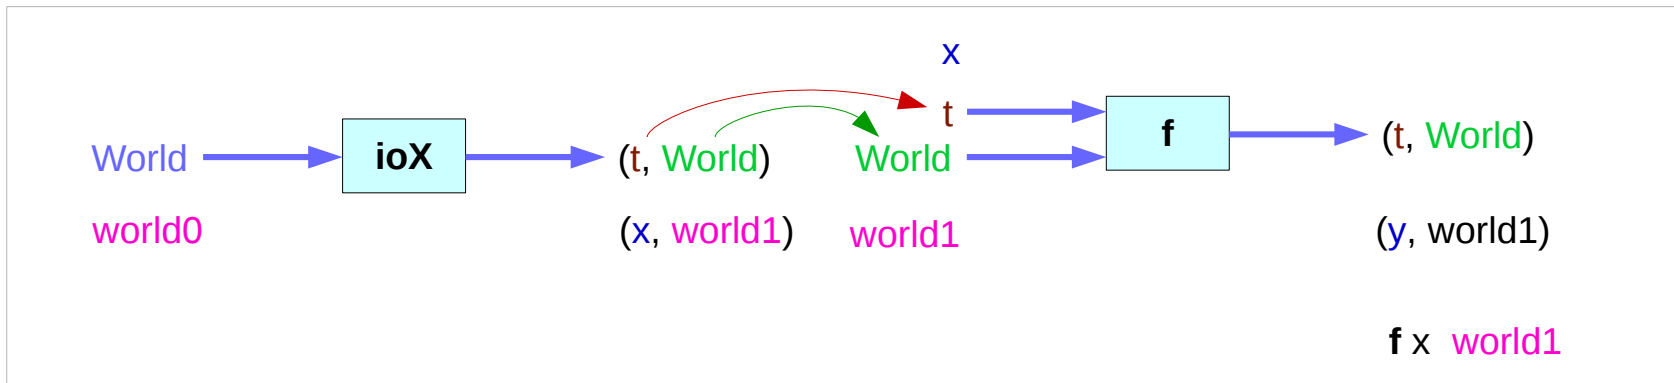 x
t
World ioX (t, World) World f (t, World)
world0 (x, world1) world1 (y, world1)
f x world1